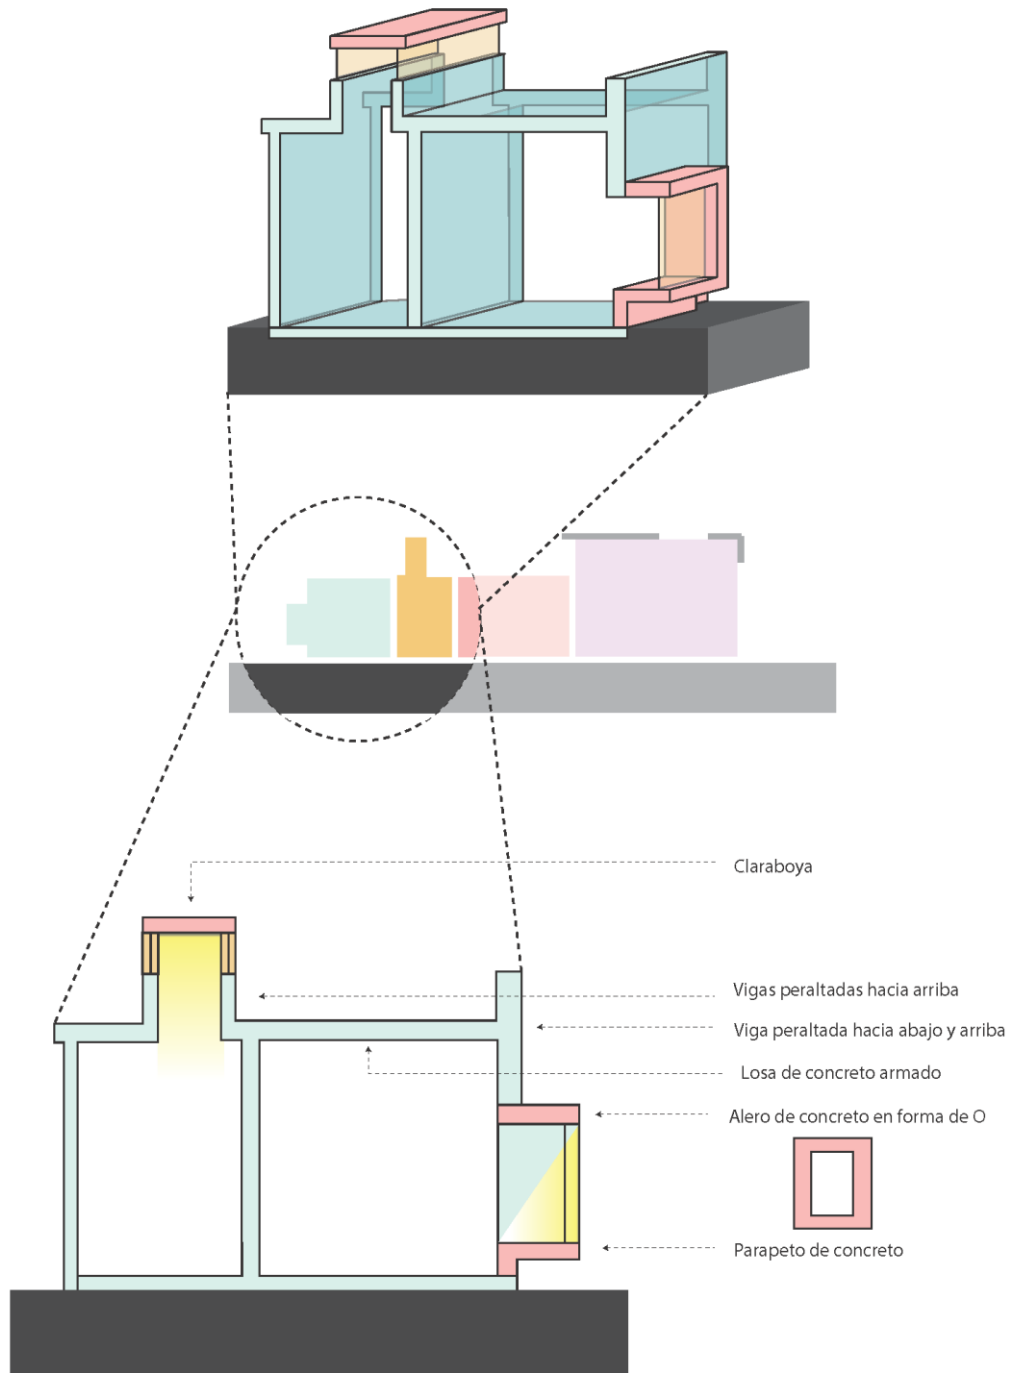 Claraboya
Vigas peraltadas hacia arriba
Viga peraltada hacia abajo y arriba
Losa de concreto armado
Alero de concreto en forma de O
Parapeto de concreto